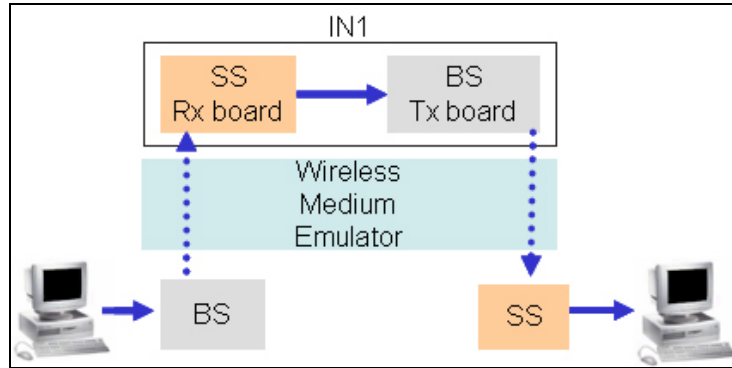 IN1
SS
Rx board
BS
Tx board
Wireless
Medium
Emulator
BS
SS